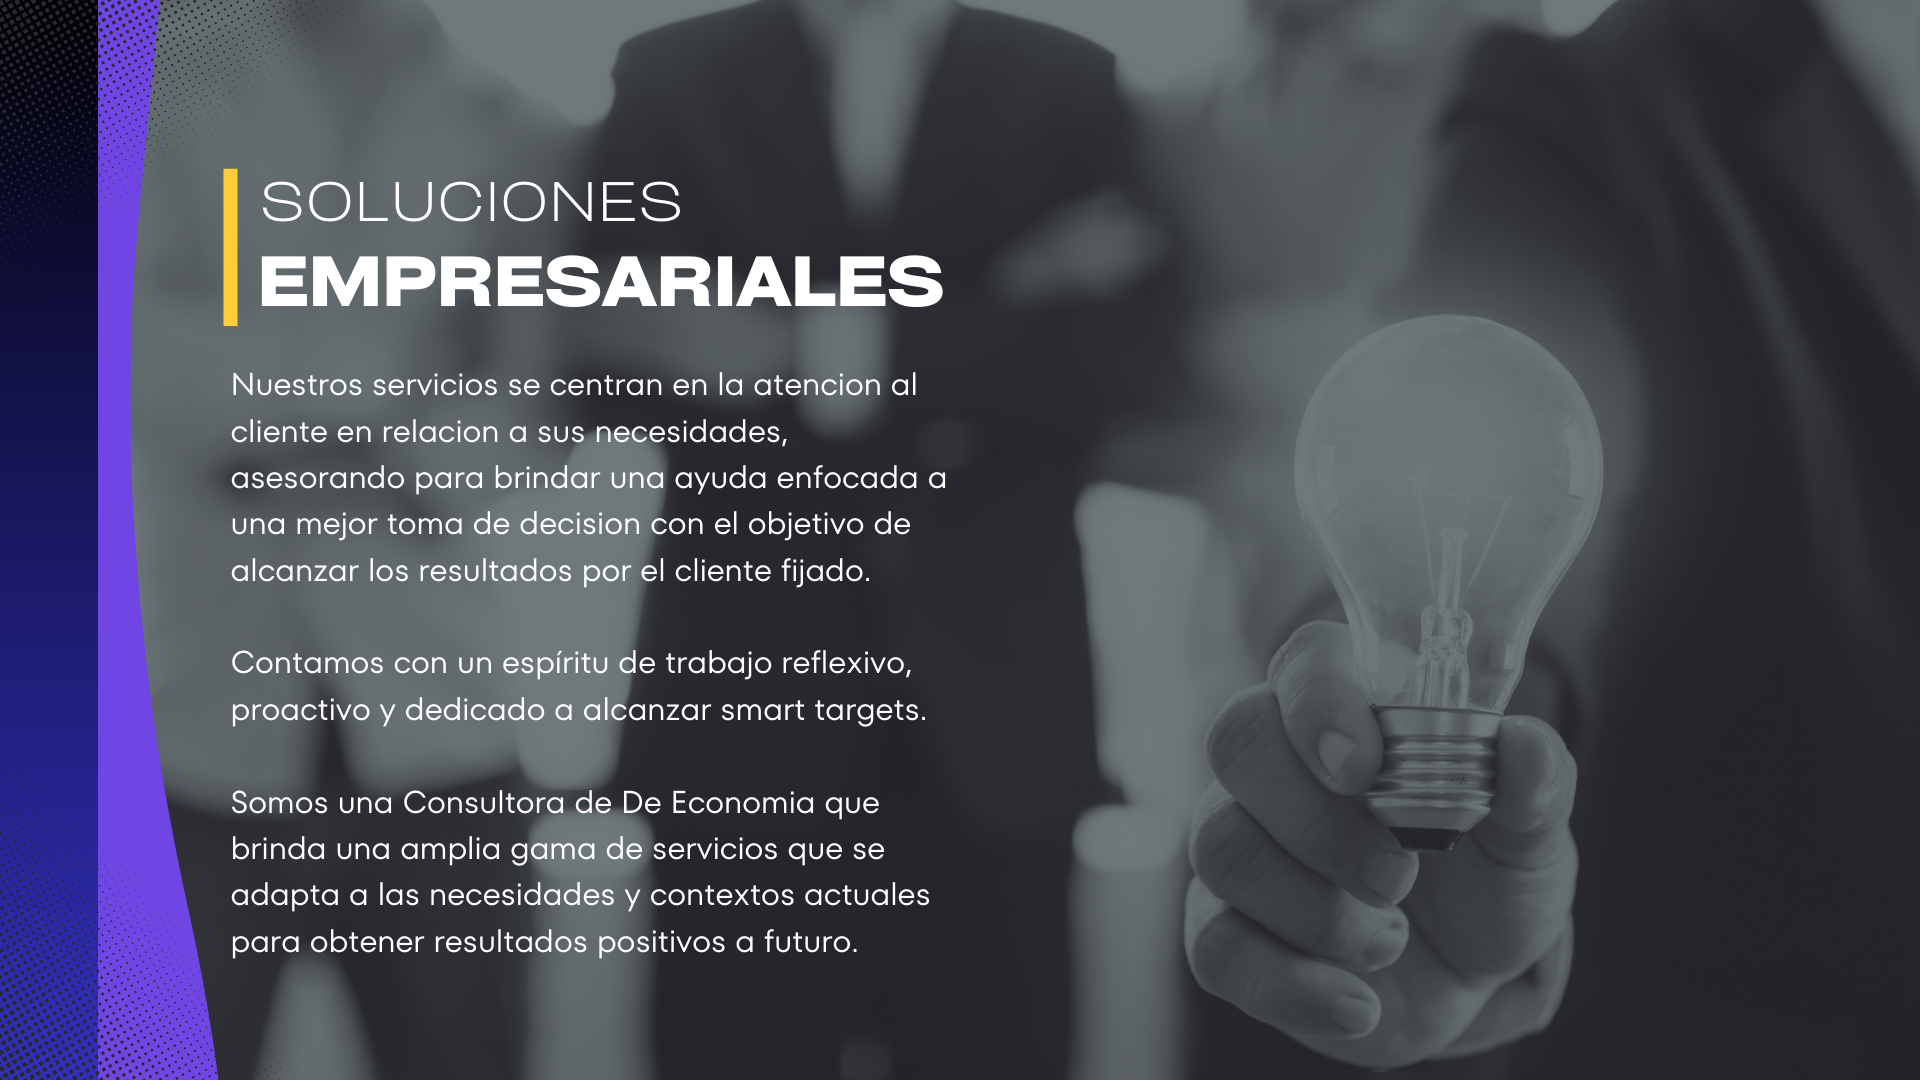 SOLUCIONES
EMPRESARIALES
Nuestros servicios se centran en la atencion al
cliente en relacion a sus necesidades,
asesorando para brindar una ayuda enfocada a
una mejor toma de decision con el objetivo de
alcanzar los resultados por el cliente fijado.
Contamos con un espíritu de trabajo reflexivo,
proactivo y dedicado a alcanzar smart targets.
Somos una Consultora de De Economia que
brinda una amplia gama de servicios que se
adapta a las necesidades y contextos actuales
para obtener resultados positivos a futuro.